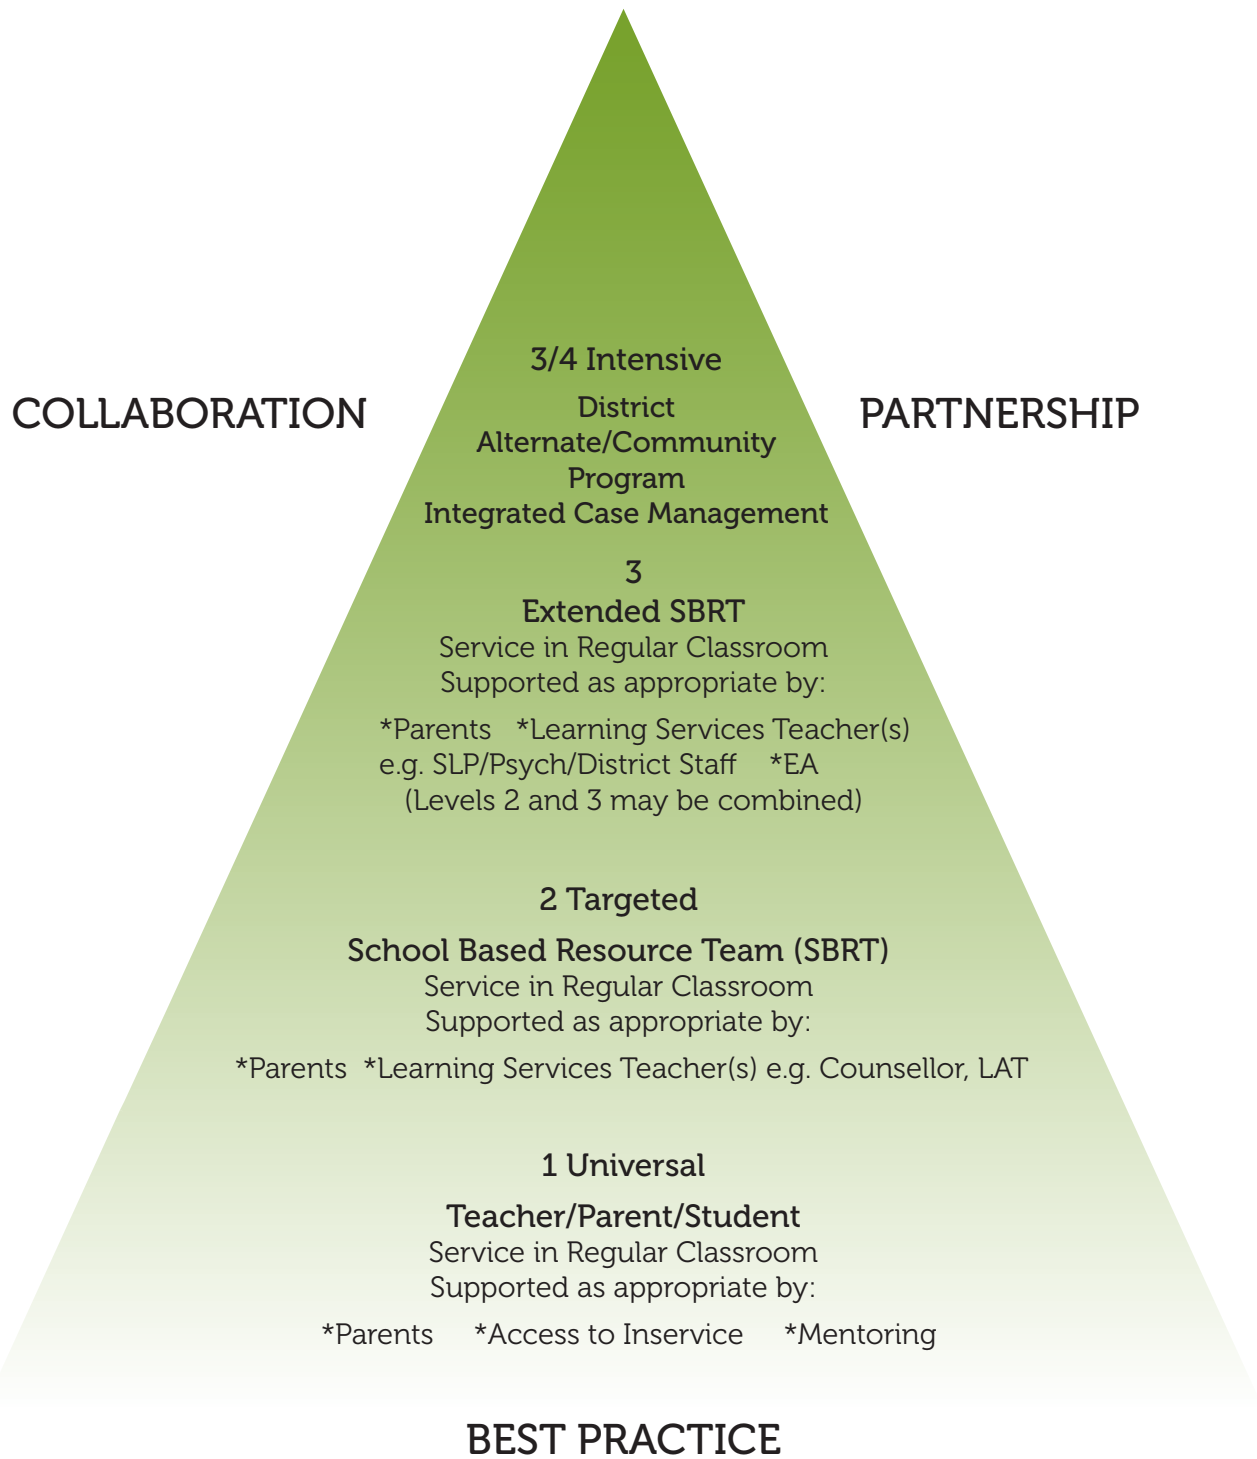 3/4 Intensive
COLLABORATION
PARTNERSHIP
District
Alternate/Community
Program
Integrated Case Management
3
Extended SBRT
Service in Regular Classroom
Supported as appropriate by:
*Parents *Learning Services Teacher(s)
e.g. SLP/Psych/District Staff *EA
(Levels 2 and 3 may be combined)
2 Targeted
School Based Resource Team (SBRT)
Service in Regular Classroom
Supported as appropriate by:
*Parents *Learning Services Teacher(s) e.g. Counsellor, LAT
1 Universal
Teacher/Parent/Student
Service in Regular Classroom
Supported as appropriate by:
*Parents *Access to Inservice *Mentoring
BEST PRACTICE